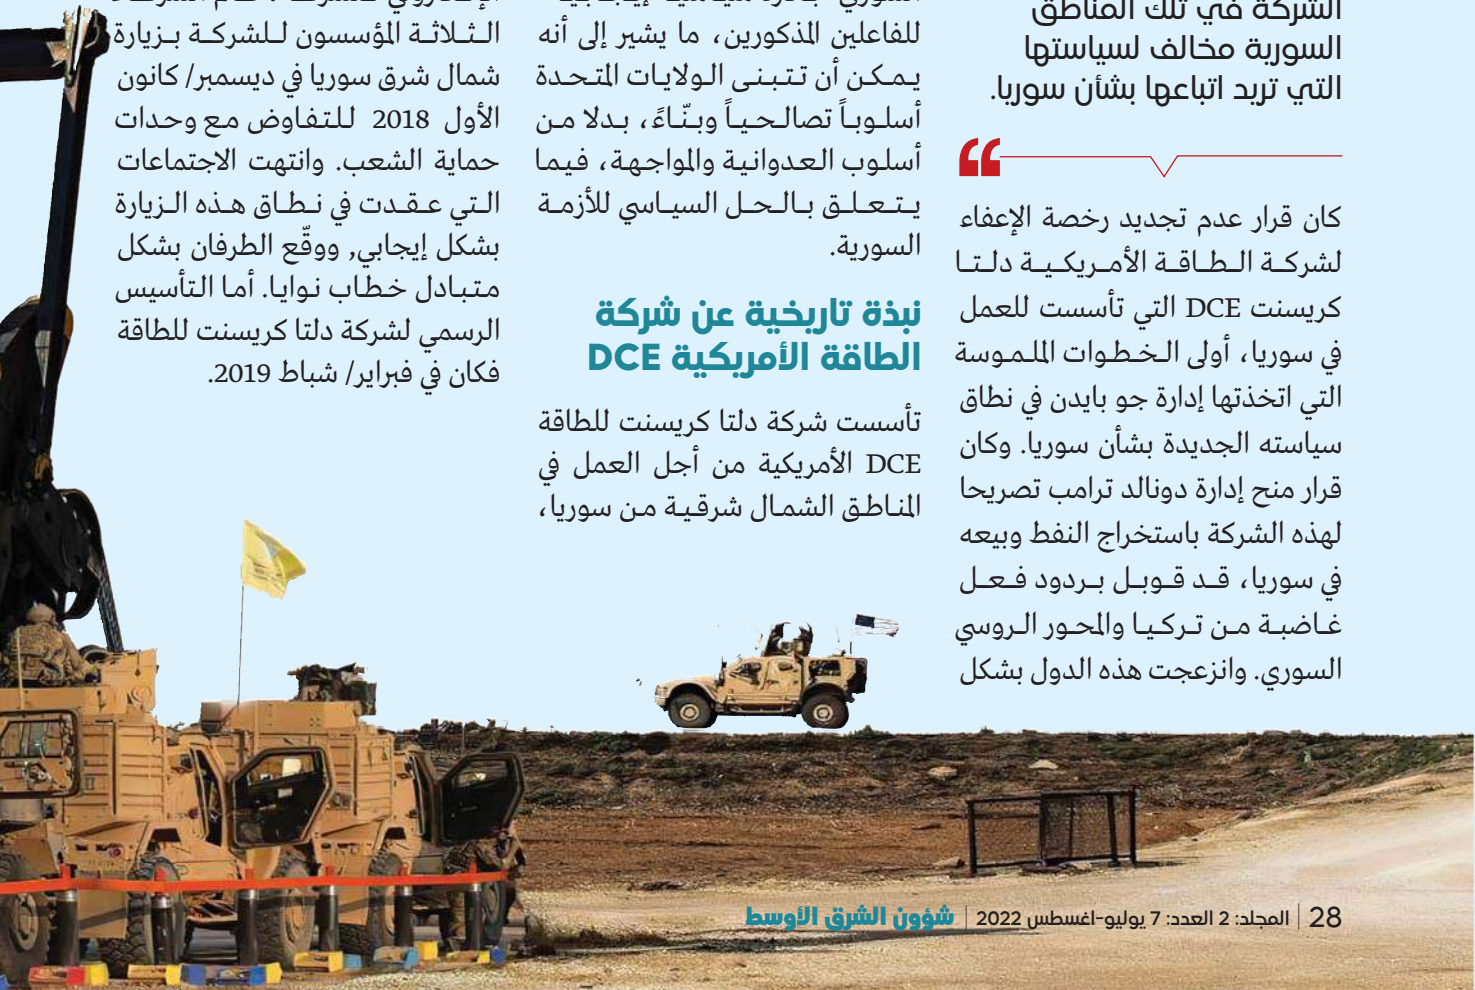 الشركة في تلك المناطق
السورية مخالف لسياستها
التي تريد اتباعها بشأن سوريا.
كان قرار عدم تجديد رخصة الإعفاء
لشركة الطاقة الأمريكية دلتا
كريسنت DCE التي تأسست للعمل
في سوريا، أولى الخطوات الملموسة
التي اتخذتها إدارة جو بايدن في نطاق
سياسته الجديدة بشأن سوريا. وكان
قرار منح إدارة دونالد ترامب تصريحا
لهذه الشركة باستخراج النفط وبيعه
في سوريا، قد قوبل بردود فعل
غاضبة من تركيا والمحور الروسي
السوري. وانزعجت هذه الدول بشكل
للفاعلين المذكورين، ما يشير إلى أنه
يمكن أن تتبنى الولايات المتحدة
أسلوباً تصالحياً وبنّاءً، بدلا من
أسلوب العدوانية والمواجهة، فيما
يتعلق بالحل السياسي للأزمة
السورية.
نبذة تاريخية عن شركة
الطاقة الأمريكية DCE
تأسست شركة دلتا كريسنت للطاقة
DCE الأمريكية من أجل العمل في
المناطق الشمال شرقية من سوريا،
الثلاثة المؤسسون للشركة بزيارة
شمال شرق سوريا في ديسمبر/ كانون
الأول 2018 للتفاوض مع وحدات
حماية الشعب. وانتهت الاجتماعات
التي عقدت في نطاق هذه الزيارة
بشكل إيجابي, ووقّع الطرفان بشكل
متبادل خطاب نوايا. أما التأسيس
الرسمي لشركة دلتا كريسنت للطاقة
فكان في فبراير/ شباط 2019.
28 | المجلد: 2 العدد: 7 يوليو-اغسطس 2022 | شؤون الشرق الأوسط